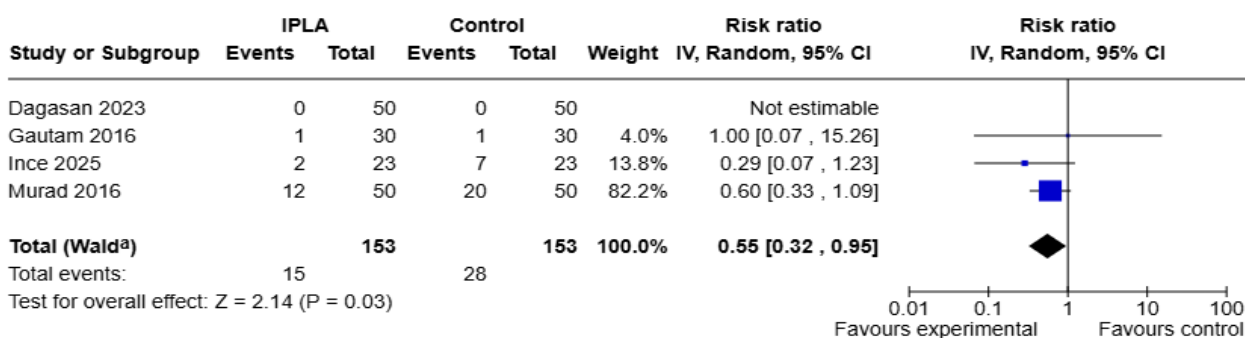 IPLA Control Risk ratio Risk ratio
Study or Subgroup Events Total Events Total Weight IV, Random, 95% CI IV, Random, 95% CI
Dagasan 2023 0 50 0 50 Not estimable
Gautam 2016 1 30 1 30 4.0% 1.00 [0.07 , 15.26]
Ince 2025 2 23 7 23 13.8% 0.29 [0.07 , 1.23]
Murad 2016 12 50 20 50 82.2% 0.60 [0.33 , 1.09]
Total (Waldᵃ) 153 153 100.0% 0.55 [0.32 , 0.95]
Total events: 15 28
Test for overall effect: Z = 2.14 (P = 0.03)
0.01 0.1 1 10 100
Favours experimental Favours control